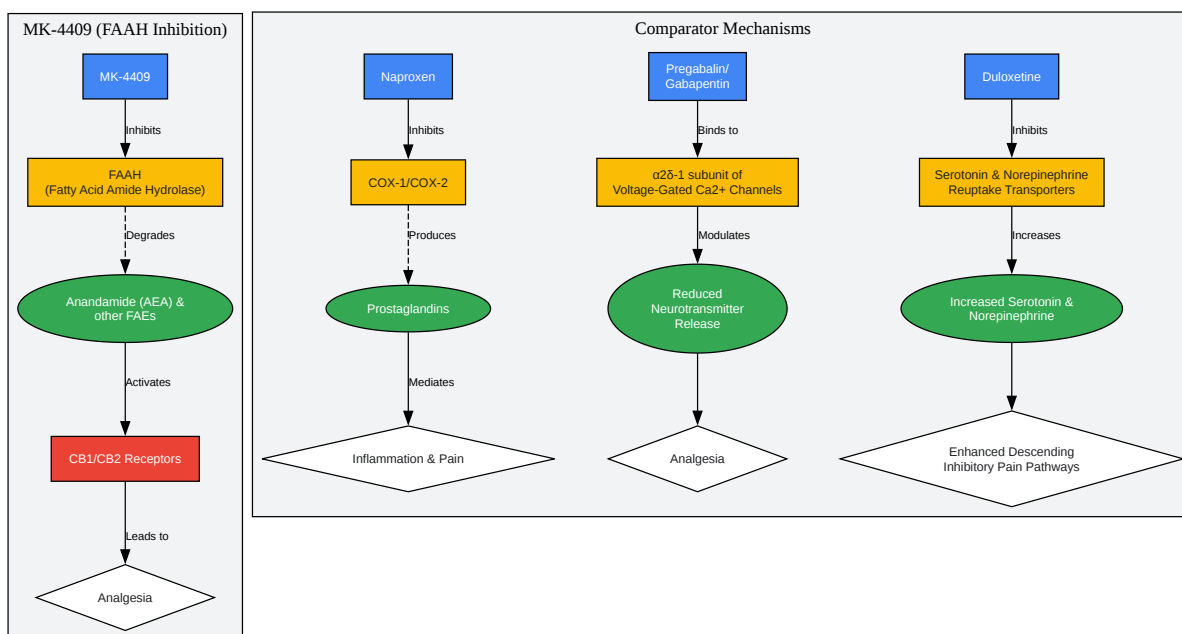 MK-4409 (FAAH Inhibition)
MK-4409
Inhibits
FAAH
(Fatty Acid Amide Hydrolase)
Degrades
Anandamide (AEA) &
other FAEs
Activates
CB1/CB2 Receptors
Leads to
Analgesia
Comparator Mechanisms
Naproxen
Inhibits
COX-1/COX-2
Produces
Prostaglandins
Mediates
Inflammation & Pain
Pregabalin/
Gabapentin
Binds to
α2δ-1 subunit of
Voltage-Gated Ca2+ Channels
Modulates
Reduced
Neurotransmitter
Release
Analgesia
Duloxetine
Inhibits
Serotonin & Norepinephrine
Reuptake Transporters
Increases
Increased Serotonin &
Norepinephrine
Enhanced Descending
Inhibitory Pain Pathways